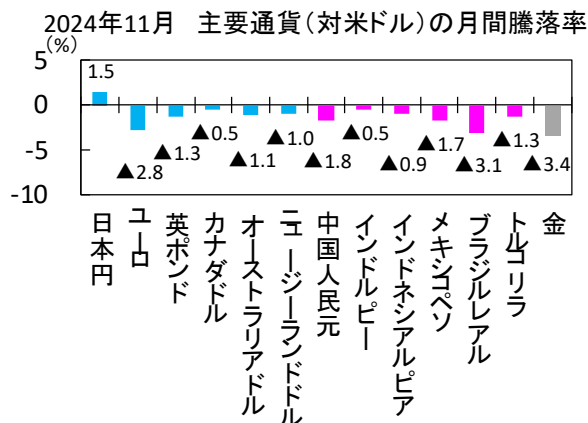 2024年11月　主要通貨（対米ドル）の月間騰落率
(%)
5
0
-5
-10
1.5
▲2.8
▲1.3
▲0.5
▲1.1
▲1.0
▲1.8
▲0.5
▲0.9
▲1.7
▲3.1
▲1.3
▲3.4
日本円
ユーロ
英ポンド
カナダドル
オーストラリアドル
ニュージーランドドル
中国人民元
インドルピー
インドネシアルピア
メキシコペソ
ブラジルレアル
トルコリラ
金